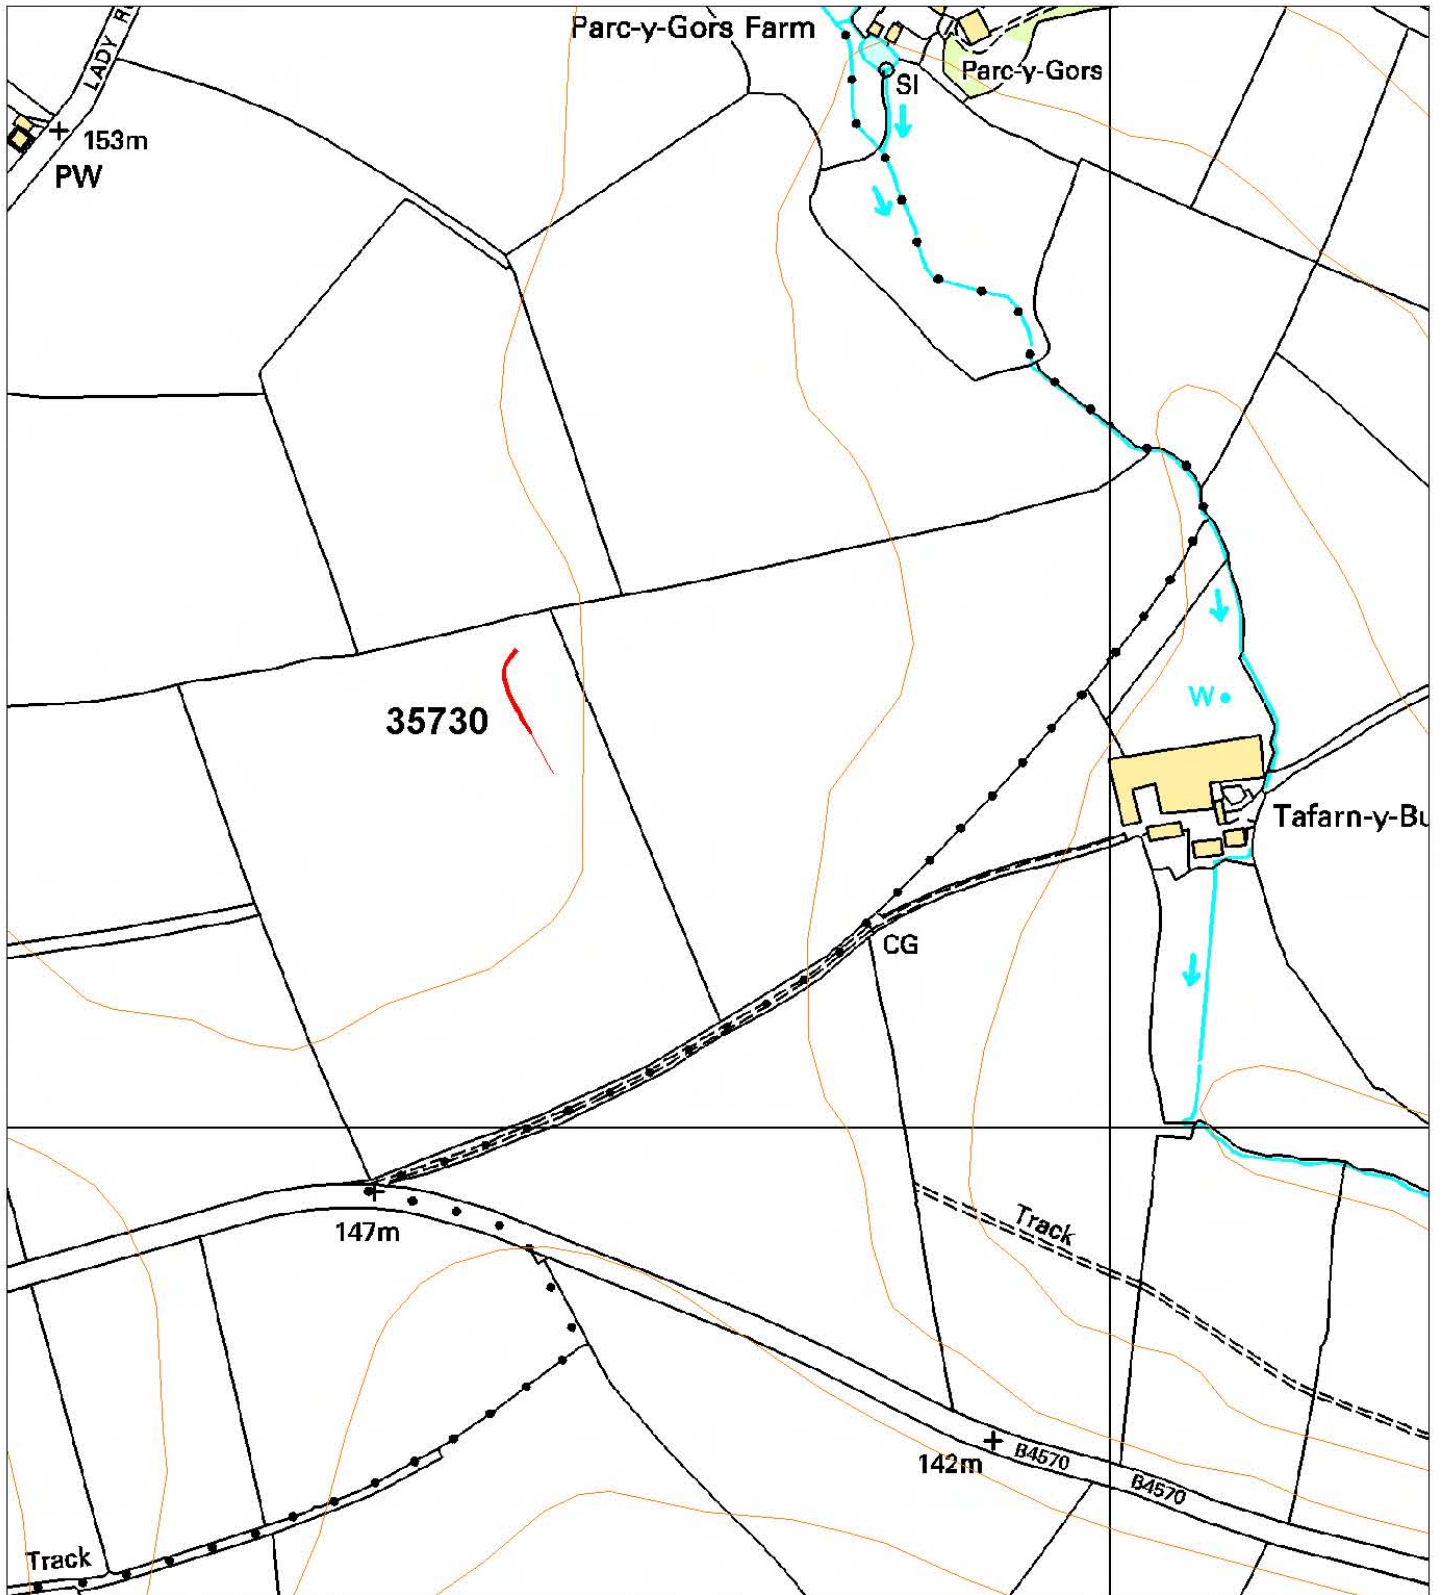 Parc-y-Gors Farm
LADY
Parc-y-Gors
SI
153m
PW
35730
W
Tafarn-y-Bu
CG
Track
147m
142m
B4570
B4570
Track